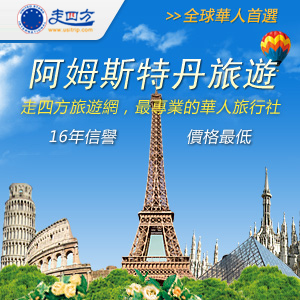 走四方
www.usitrip.com
>>全球華人首選
阿姆斯特丹旅遊
走四方旅遊網，最專業的華人旅行社
16年信譽 價格最低